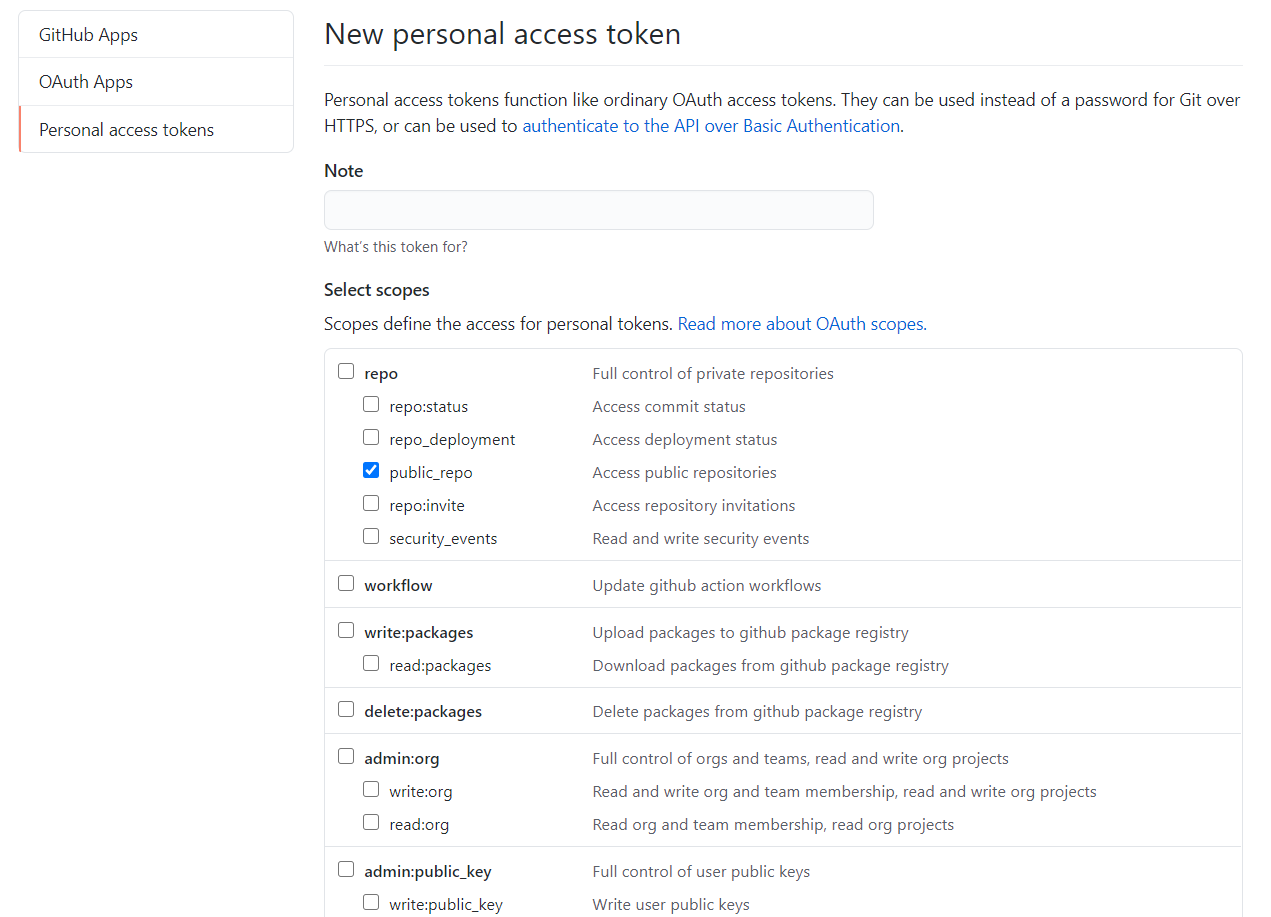 GitHub Apps
OAuth Apps
Personal access tokens
New personal access token
Personal access tokens function like ordinary OAuth access tokens. They can be used instead of a password for Git over
HTTPS, or can be used to authenticate to the API over Basic Authentication.
Note
What's this token for?
Select scopes
Scopes define the access for personal tokens. Read more about OAuth scopes.
repo Full control of private repositories
repo:status Access commit status
repo_deployment Access deployment status
public_repo Access public repositories
repo:invite Access repository invitations
security_events Read and write security events
workflow Update github action workflows
write:packages Upload packages to github package registry
read:packages Download packages from github package registry
delete:packages Delete packages from github package registry
admin:org Full control of orgs and teams, read and write org projects
write:org Read and write org and team membership, read and write org projects
read:org Read org and team membership, read org projects
admin:public_key Full control of user public keys
write:public_key Write user public keys